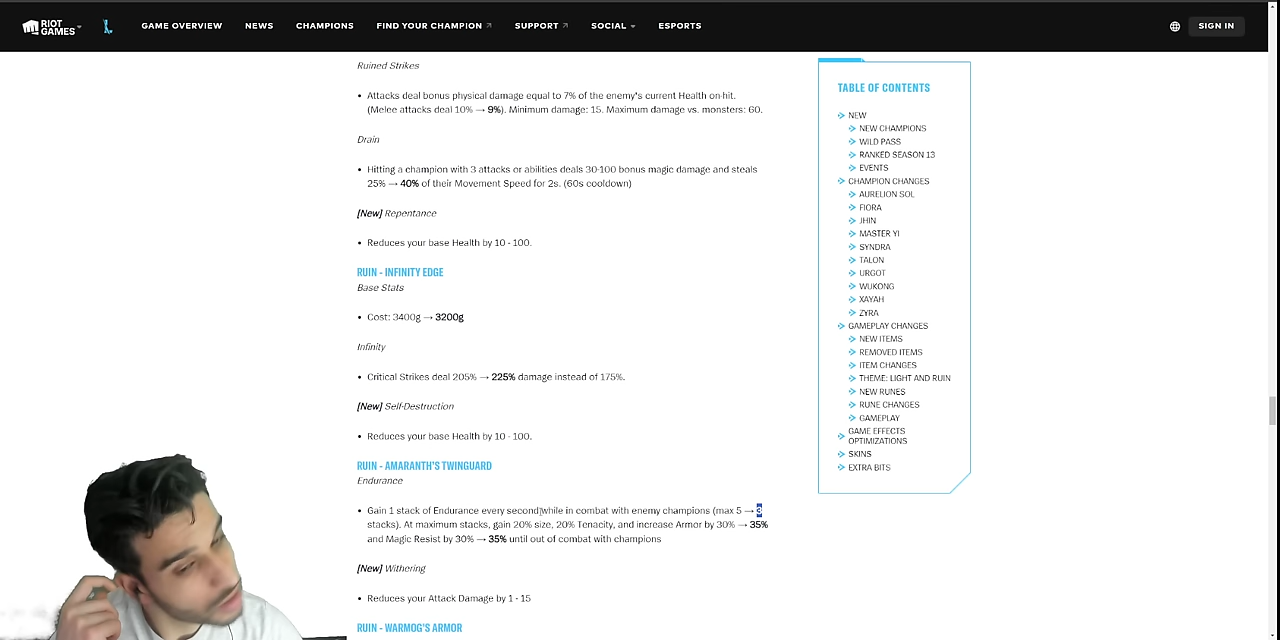 RIOT GAMES
GAME OVERVIEW NEWS CHAMPIONS FIND YOUR CHAMPION SUPPORT SOCIAL ESPORTS SIGN IN
Ruined Strikes
• Attacks deal bonus physical damage equal to 7% of the enemy's current Health on-hit.
(Melee attacks deal 10% → 9%). Minimum damage: 15. Maximum damage vs. monsters: 60.
Drain
• Hitting a champion with 3 attacks or abilities deals 30-100 bonus magic damage and steals
25% → 40% of their Movement Speed for 2s. (60s cooldown)
[New] Repentance
• Reduces your base Health by 10 - 100.
RUIN - INFINITY EDGE
Base Stats
• Cost: 3400g → 3200g
Infinity
• Critical Strikes deal 205% → 225% damage instead of 175%.
[New] Self-Destruction
• Reduces your base Health by 10 - 100.
RUIN - AMARANTH'S TWINGUARD
Endurance
• Gain 1 stack of Endurance every second while in combat with enemy champions (max 5 → 3
stacks). At maximum stacks, gain 20% size, 20% Tenacity, and increase Armor by 30% → 35%
and Magic Resist by 30% → 35% until out of combat with champions
[New] Withering
• Reduces your Attack Damage by 1 - 15
RUIN - WARMOG'S ARMOR
TABLE OF CONTENTS
NEW
NEW CHAMPIONS
WILD PASS
RANKED SEASON 13
EVENTS
CHAMPION CHANGES
AURELION SOL
FIORA
JHIN
MASTER YI
SYNDRA
TALON
URGOT
WUKONG
XAYAH
ZYRA
GAMEPLAY CHANGES
NEW ITEMS
REMOVED ITEMS
ITEM CHANGES
THEME: LIGHT AND RUIN
NEW RUNES
RUNE CHANGES
GAMEPLAY
GAME EFFECTS
OPTIMIZATIONS
SKINS
EXTRA BITS